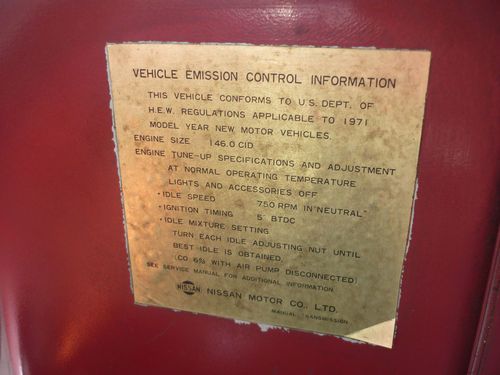 VEHICLE EMISSION CONTROL INFORMATION
THIS VEHICLE CONFORMS TO U.S. DEPT. OF
H.E.W. REGULATIONS APPLICABLE TO 1971
MODEL YEAR NEW MOTOR VEHICLES.
ENGINE SIZE 146.0 CID
ENGINE TUNE-UP SPECIFICATIONS AND ADJUSTMENT
AT NORMAL OPERATING TEMPERATURE
LIGHTS AND ACCESSORIES OFF
• IDLE SPEED 750 RPM IN "NEUTRAL"
• IGNITION TIMING 5° BTDC
• IDLE MIXTURE SETTING
TURN EACH IDLE ADJUSTING NUT UNTIL
BEST IDLE IS OBTAINED.
(CO 6% WITH AIR PUMP DISCONNECTED)
SEE SERVICE MANUAL FOR ADDITIONAL INFORMATION.
NISSAN NISSAN MOTOR CO., LTD.
MANUAL TRANSMISSION